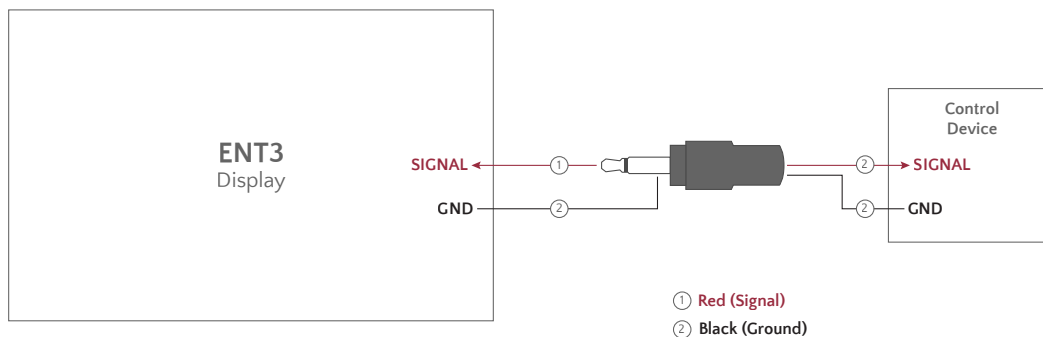 Control
Device
ENT3
Display
SIGNAL
1
2
SIGNAL
GND
2
2
GND
1 Red (Signal)
2 Black (Ground)